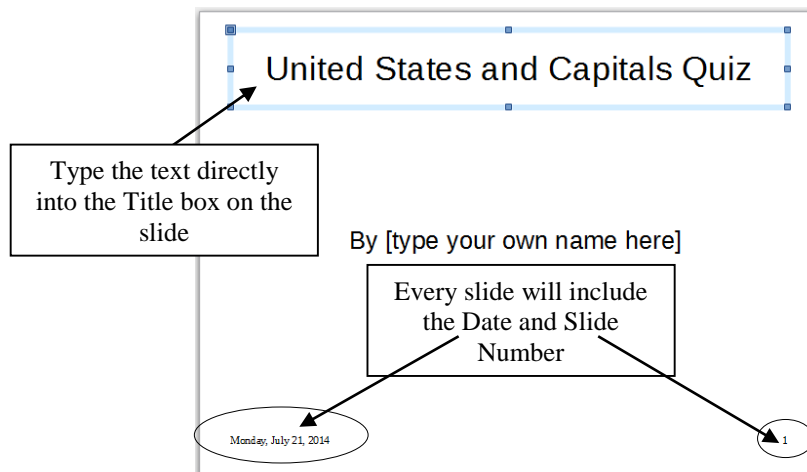 United States and Capitals Quiz
Type the text directly
into the Title box on the
slide
By [type your own name here]
Every slide will include
the Date and Slide
Number
Monday, July 21, 2014
1